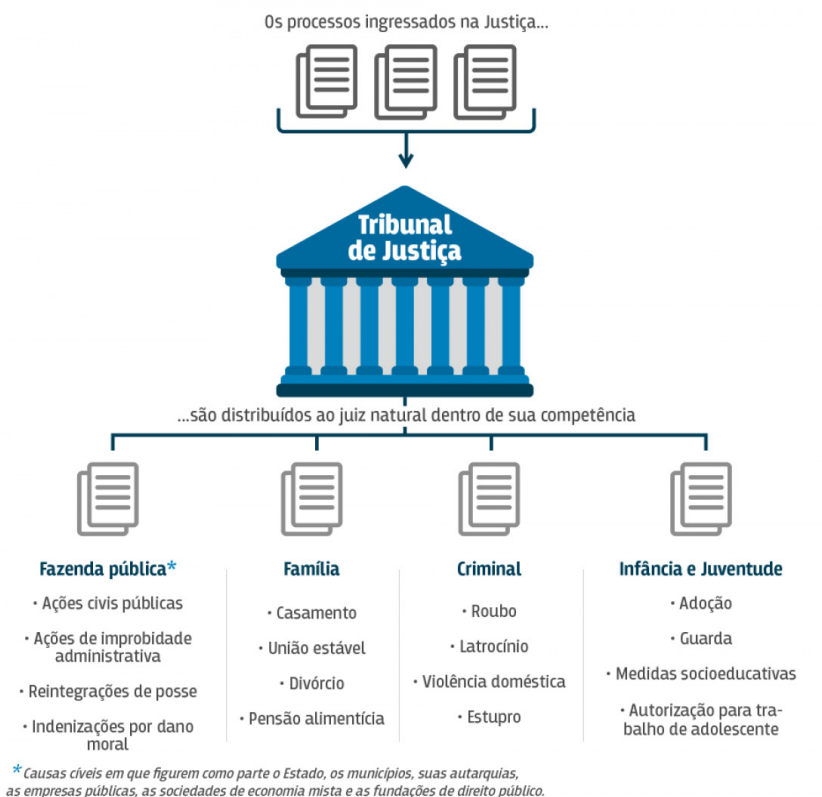 Os processos ingressados na Justiça...
Tribunal
de Justiça
...são distribuídos ao juiz natural dentro de sua competência
Fazenda pública*
• Ações civis públicas
• Ações de improbidade
administrativa
• Reintegrações de posse
• Indenizações por dano
moral
Família
• Casamento
• União estável
• Divórcio
• Pensão alimentícia
Criminal
• Roubo
• Latrocínio
• Violência doméstica
• Estupro
Infância e Juventude
• Adoção
• Guarda
• Medidas socioeducativas
• Autorização para tra-
balho de adolescente
* Causas cíveis em que figurem como parte o Estado, os municípios, suas autarquias,
as empresas públicas, as sociedades de economia mista e as fundações de direito público.